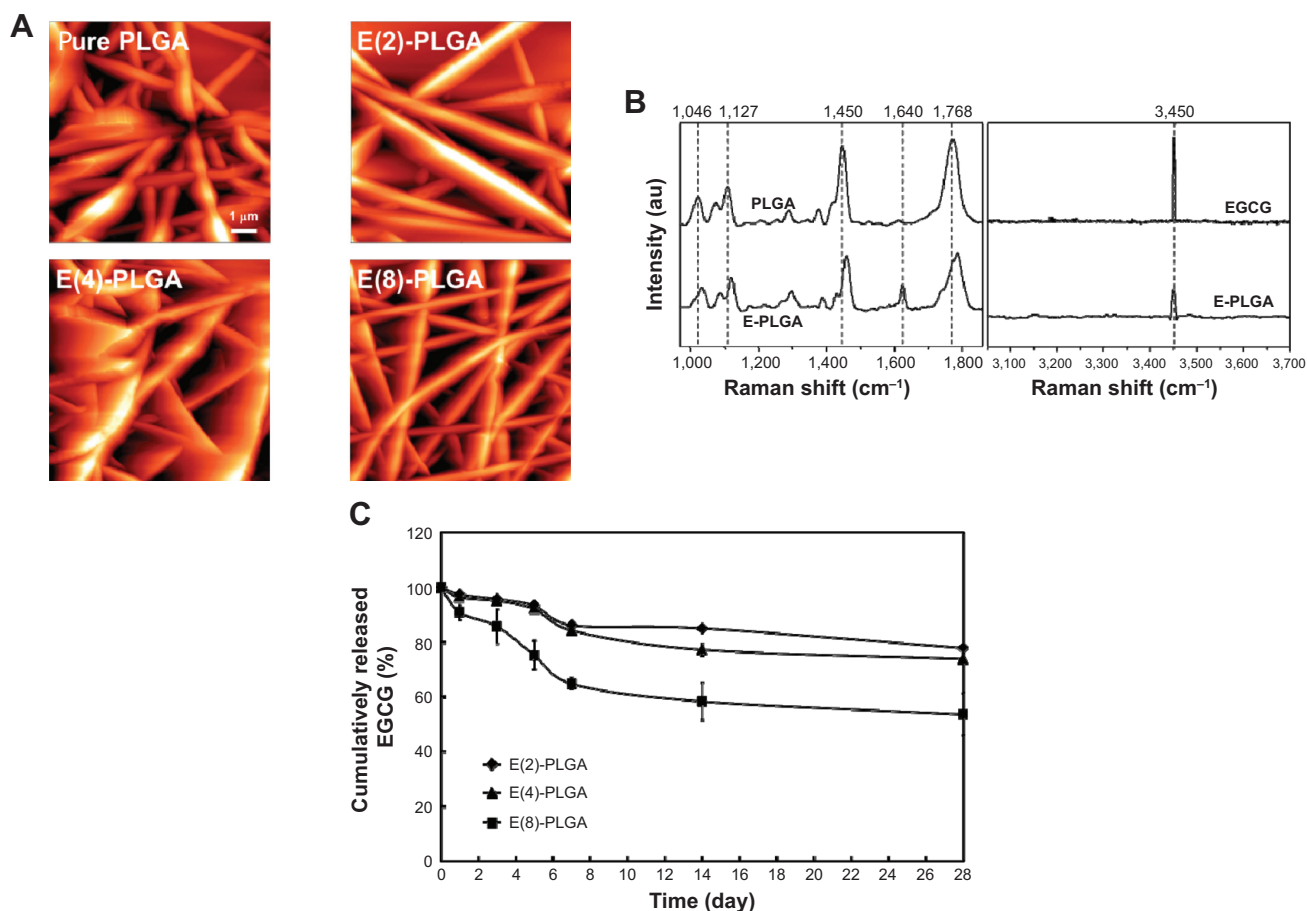 A
Pure PLGA
E(2)-PLGA
1 μm
E(4)-PLGA
E(8)-PLGA
B
1,046 1,127 1,450 1,640 1,768 3,450
Intensity (au)
PLGA
E-PLGA
EGCG
E-PLGA
1,000 1,200 1,400 1,600 1,800
3,100 3,200 3,300 3,400 3,500 3,600 3,700
Raman shift (cm⁻¹)
Raman shift (cm⁻¹)
C
Cumulatively released
EGCG (%)
120
100
80
60
40
20
0
E(2)-PLGA
E(4)-PLGA
E(8)-PLGA
0 2 4 6 8 10 12 14 16 18 20 22 24 26 28
Time (day)